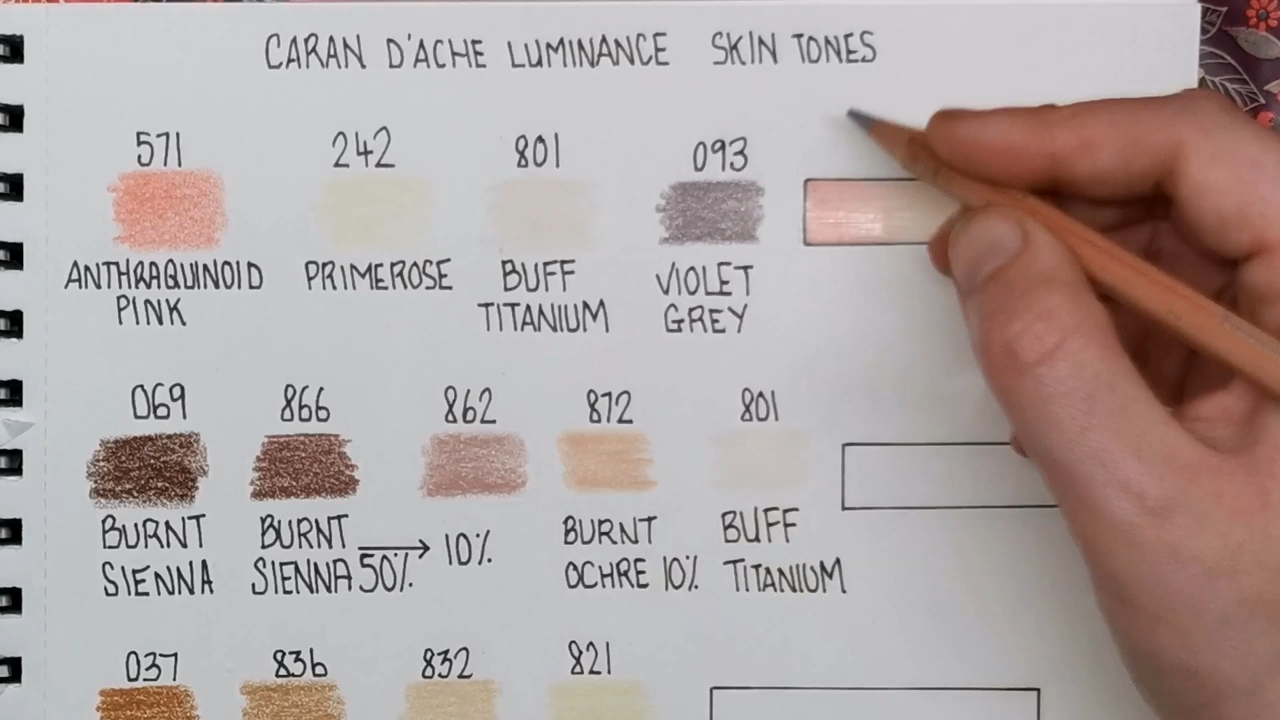 CARAN D'ACHE LUMINANCE SKIN TONES
571 242 801 093
ANTHRAQUINOID PRIMEROSE BUFF VIOLET
PINK TITANIUM GREY
069 866 862 872 801
BURNT BURNT → 10% BURNT BUFF
SIENNA SIENNA 50% OCHRE 10% TITANIUM
037 836 832 821